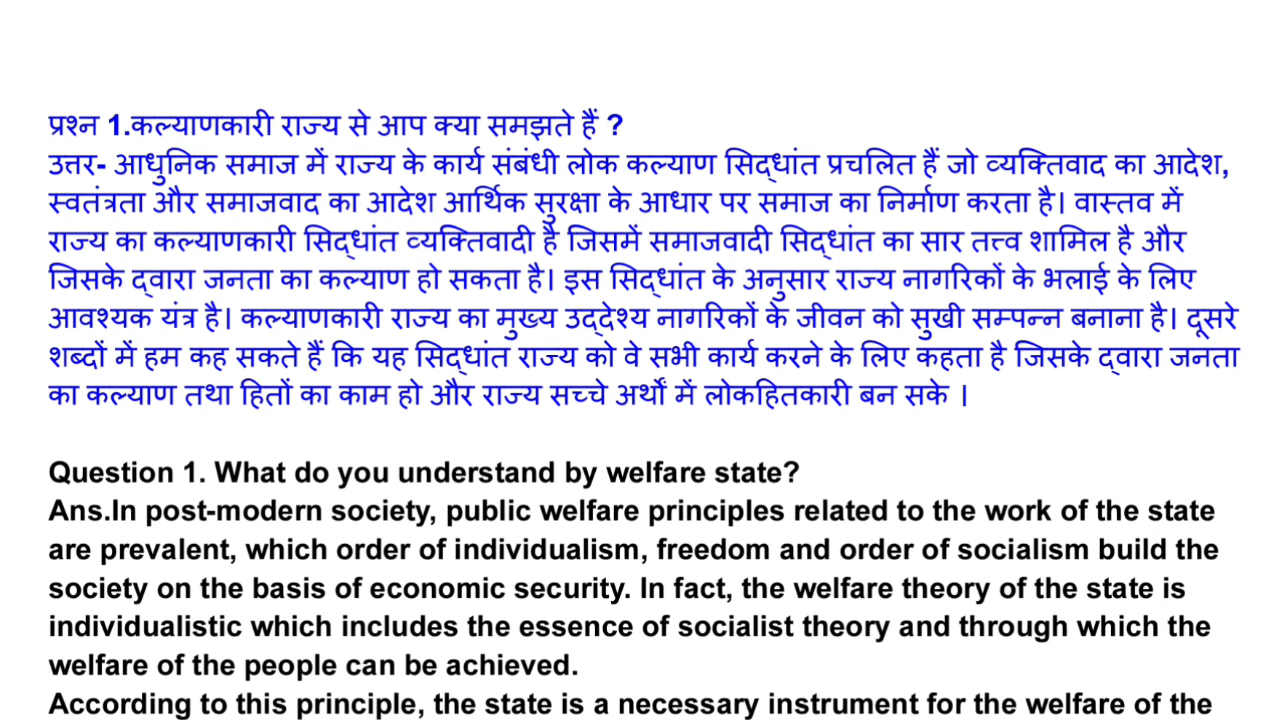 प्रश्न 1.कल्याणकारी राज्य से आप क्या समझते हैं ?
उत्तर- आधुनिक समाज में राज्य के कार्य संबंधी लोक कल्याण सिद्धांत प्रचलित हैं जो व्यक्तिवाद का आदेश,
स्वतंत्रता और समाजवाद का आदेश आर्थिक सुरक्षा के आधार पर समाज का निर्माण करता है। वास्तव में
राज्य का कल्याणकारी सिद्धांत व्यक्तिवादी है जिसमें समाजवादी सिद्धांत का सार तत्त्व शामिल है और
जिसके द्वारा जनता का कल्याण हो सकता है। इस सिद्धांत के अनुसार राज्य नागरिकों के भलाई के लिए
आवश्यक यंत्र है। कल्याणकारी राज्य का मुख्य उद्देश्य नागरिकों के जीवन को सुखी सम्पन्न बनाना है। दूसरे
शब्दों में हम कह सकते हैं कि यह सिद्धांत राज्य को वे सभी कार्य करने के लिए कहता है जिसके द्वारा जनता
का कल्याण तथा हितों का काम हो और राज्य सच्चे अर्थों में लोकहितकारी बन सके ।
Question 1. What do you understand by welfare state?
Ans.In post-modern society, public welfare principles related to the work of the state
are prevalent, which order of individualism, freedom and order of socialism build the
society on the basis of economic security. In fact, the welfare theory of the state is
individualistic which includes the essence of socialist theory and through which the
welfare of the people can be achieved.
According to this principle, the state is a necessary instrument for the welfare of the